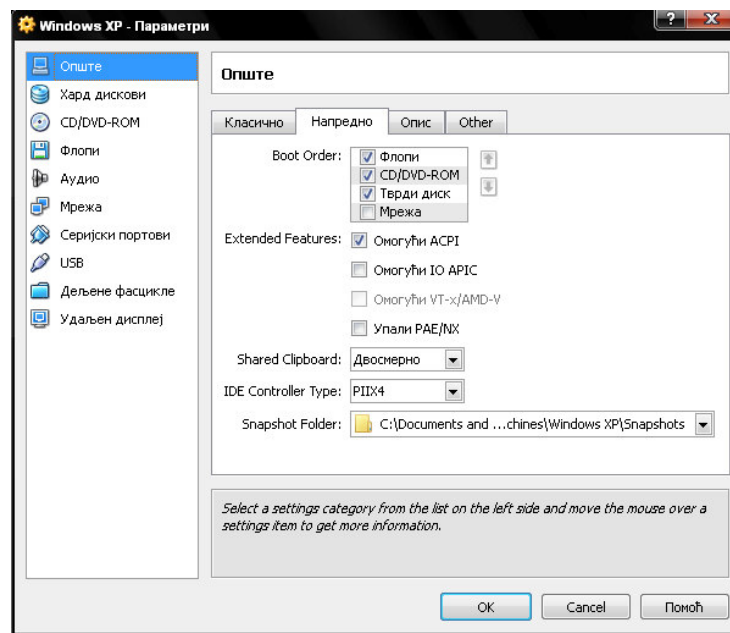 Windows XP - Параметри
?
X
Опште
Хард дискови
CD/DVD-ROM
Флопи
Аудио
Мрежа
Серијски портови
USB
Дељене фасцикле
Удаљен дисплеј
Опште
Класично Напредно Опис Other
Boot Order: Флопи
CD/DVD-ROM
Тврди диск
Мрежа
Extended Features: Омогући ACPI
Омогући IO APIC
Омогући VT-x/AMD-V
Упали PAE/NX
Shared Clipboard: Двосмерно
IDE Controller Type: PIIX4
Snapshot Folder: C:\Documents and ...chines\Windows XP\Snapshots
Select a settings category from the list on the left side and move the mouse over a
settings item to get more information.
OK Cancel Помоћ